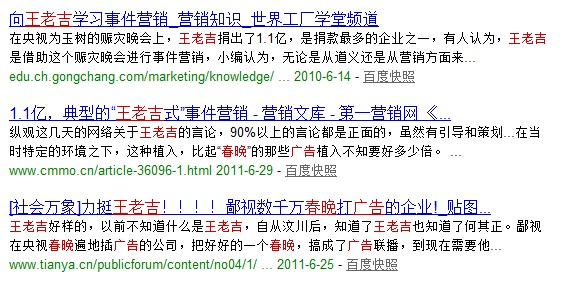 向王老吉学习事件营销_营销知识_世界工厂学堂频道
在央视为王树的赈灾晚会上，王老吉捐出了1.1亿，是捐款最多的企业之一，有人认为，王老吉
是借助这个赈灾晚会进行事件营销，小编认为，无论是从道义还是从营销方面来...
edu.ch.gongchang.com/marketing/knowledge/ ... 2010-6-14 - 百度快照
1.1亿，典型的“王老吉式”事件营销 - 营销文库 - 第一营销网《...
纵观这几天的网络关于王老吉的言论，90%以上的言论都是正面的，虽然有引导和策划...在当
时特定的环境之下，这种植入，比起“春晚”的那些广告植入不知要好多少倍。 ...
www.cmmo.cn/article-36096-1.html 2011-6-29 - 百度快照
[社会万象]力挺王老吉！！！！鄙视数千万春晚打广告的企业!_贴图...
王老吉好样的，以前不知道什么是王老吉，自从汶川后，知道了王老吉也知道了何其正。鄙视
在央视春晚遍地插广告的公司，把好好的一个春晚，搞成了广告联播，到现在需要他...
www.tianya.cn/publicforum/content/no04/1/ ... 2011-6-25 - 百度快照